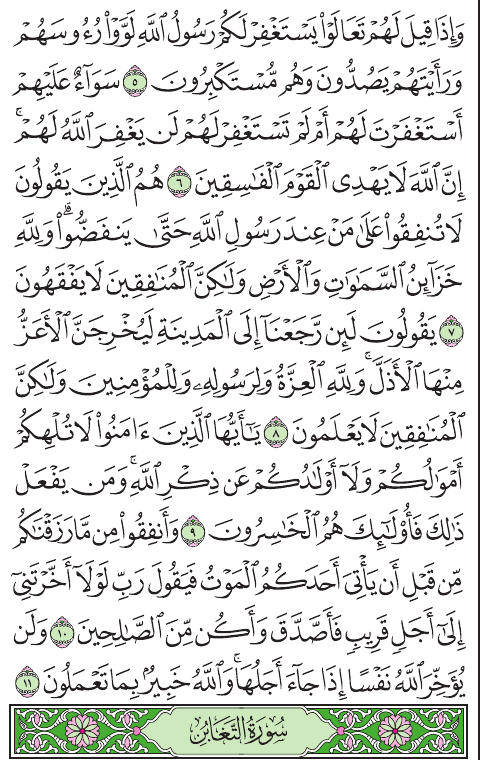 وَإِذَا قِيلَ لَهُمْ تَعَالَوْا۟ يَسْتَغْفِرْ لَكُمْ رَسُولُ ٱللَّهِ لَوَّوْا۟ رُءُوسَهُمْ
وَرَأَيْتَهُمْ يَصُدُّونَ وَهُم مُّسْتَكْبِرُونَ ٥ سَوَآءٌ عَلَيْهِمْ
أَسْتَغْفَرْتَ لَهُمْ أَمْ لَمْ تَسْتَغْفِرْ لَهُمْ لَن يَغْفِرَ ٱللَّهُ لَهُمْ ۚ
إِنَّ ٱللَّهَ لَا يَهْدِى ٱلْقَوْمَ ٱلْفَـٰسِقِينَ ٦ هُمُ ٱلَّذِينَ يَقُولُونَ
لَا تُنفِقُوا۟ عَلَىٰ مَنْ عِندَ رَسُولِ ٱللَّهِ حَتَّىٰ يَنفَضُّوا۟ ۗ وَلِلَّهِ
خَزَآئِنُ ٱلسَّمَـٰوَٰتِ وَٱلْأَرْضِ وَلَـٰكِنَّ ٱلْمُنَـٰفِقِينَ لَا يَفْقَهُونَ
٧ يَقُولُونَ لَئِن رَّجَعْنَآ إِلَى ٱلْمَدِينَةِ لَيُخْرِجَنَّ ٱلْأَعَزُّ
مِنْهَا ٱلْأَذَلَّ ۚ وَلِلَّهِ ٱلْعِزَّةُ وَلِرَسُولِهِۦ وَلِلْمُؤْمِنِينَ وَلَـٰكِنَّ
ٱلْمُنَـٰفِقِينَ لَا يَعْلَمُونَ ٨ يَـٰٓأَيُّهَا ٱلَّذِينَ ءَامَنُوا۟ لَا تُلْهِكُمْ
أَمْوَٰلُكُمْ وَلَآ أَوْلَـٰدُكُمْ عَن ذِكْرِ ٱللَّهِ ۚ وَمَن يَفْعَلْ
ذَٰلِكَ فَأُو۟لَـٰٓئِكَ هُمُ ٱلْخَـٰسِرُونَ ٩ وَأَنفِقُوا۟ مِن مَّا رَزَقْنَـٰكُم
مِّن قَبْلِ أَن يَأْتِىَ أَحَدَكُمُ ٱلْمَوْتُ فَيَقُولَ رَبِّ لَوْلَآ أَخَّرْتَنِىٓ
إِلَىٰٓ أَجَلٍ قَرِيبٍ فَأَصَّدَّقَ وَأَكُن مِّنَ ٱلصَّـٰلِحِينَ ١٠ وَلَن
يُؤَخِّرَ ٱللَّهُ نَفْسًا إِذَا جَآءَ أَجَلُهَا ۚ وَٱللَّهُ خَبِيرٌۢ بِمَا تَعْمَلُونَ ١١
سُورَةُ التَّغَابُنِ